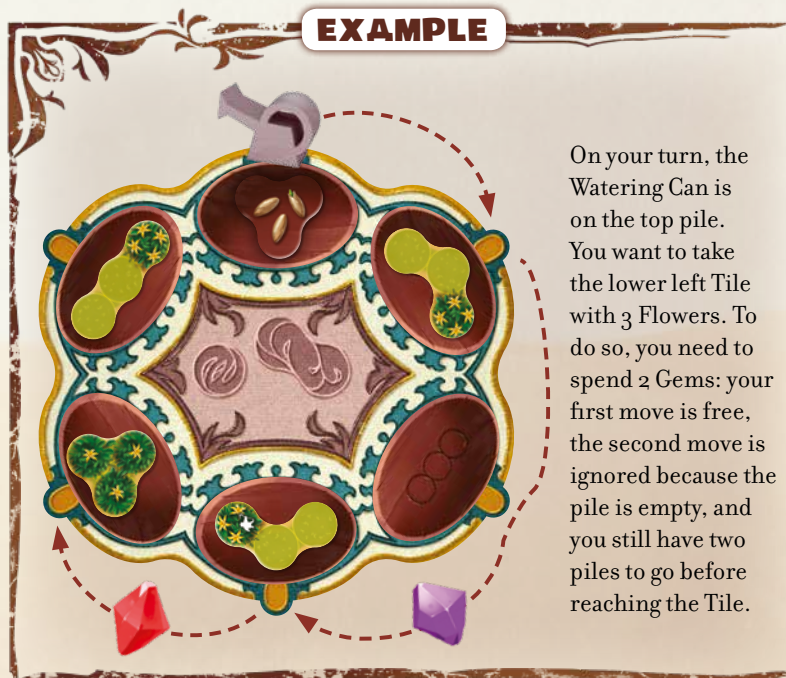 EXAMPLE
On your turn, the
Watering Can is
on the top pile.
You want to take
the lower left Tile
with 3 Flowers. To
do so, you need to
spend 2 Gems: your
first move is free,
the second move is
ignored because the
pile is empty, and
you still have two
piles to go before
reaching the Tile.